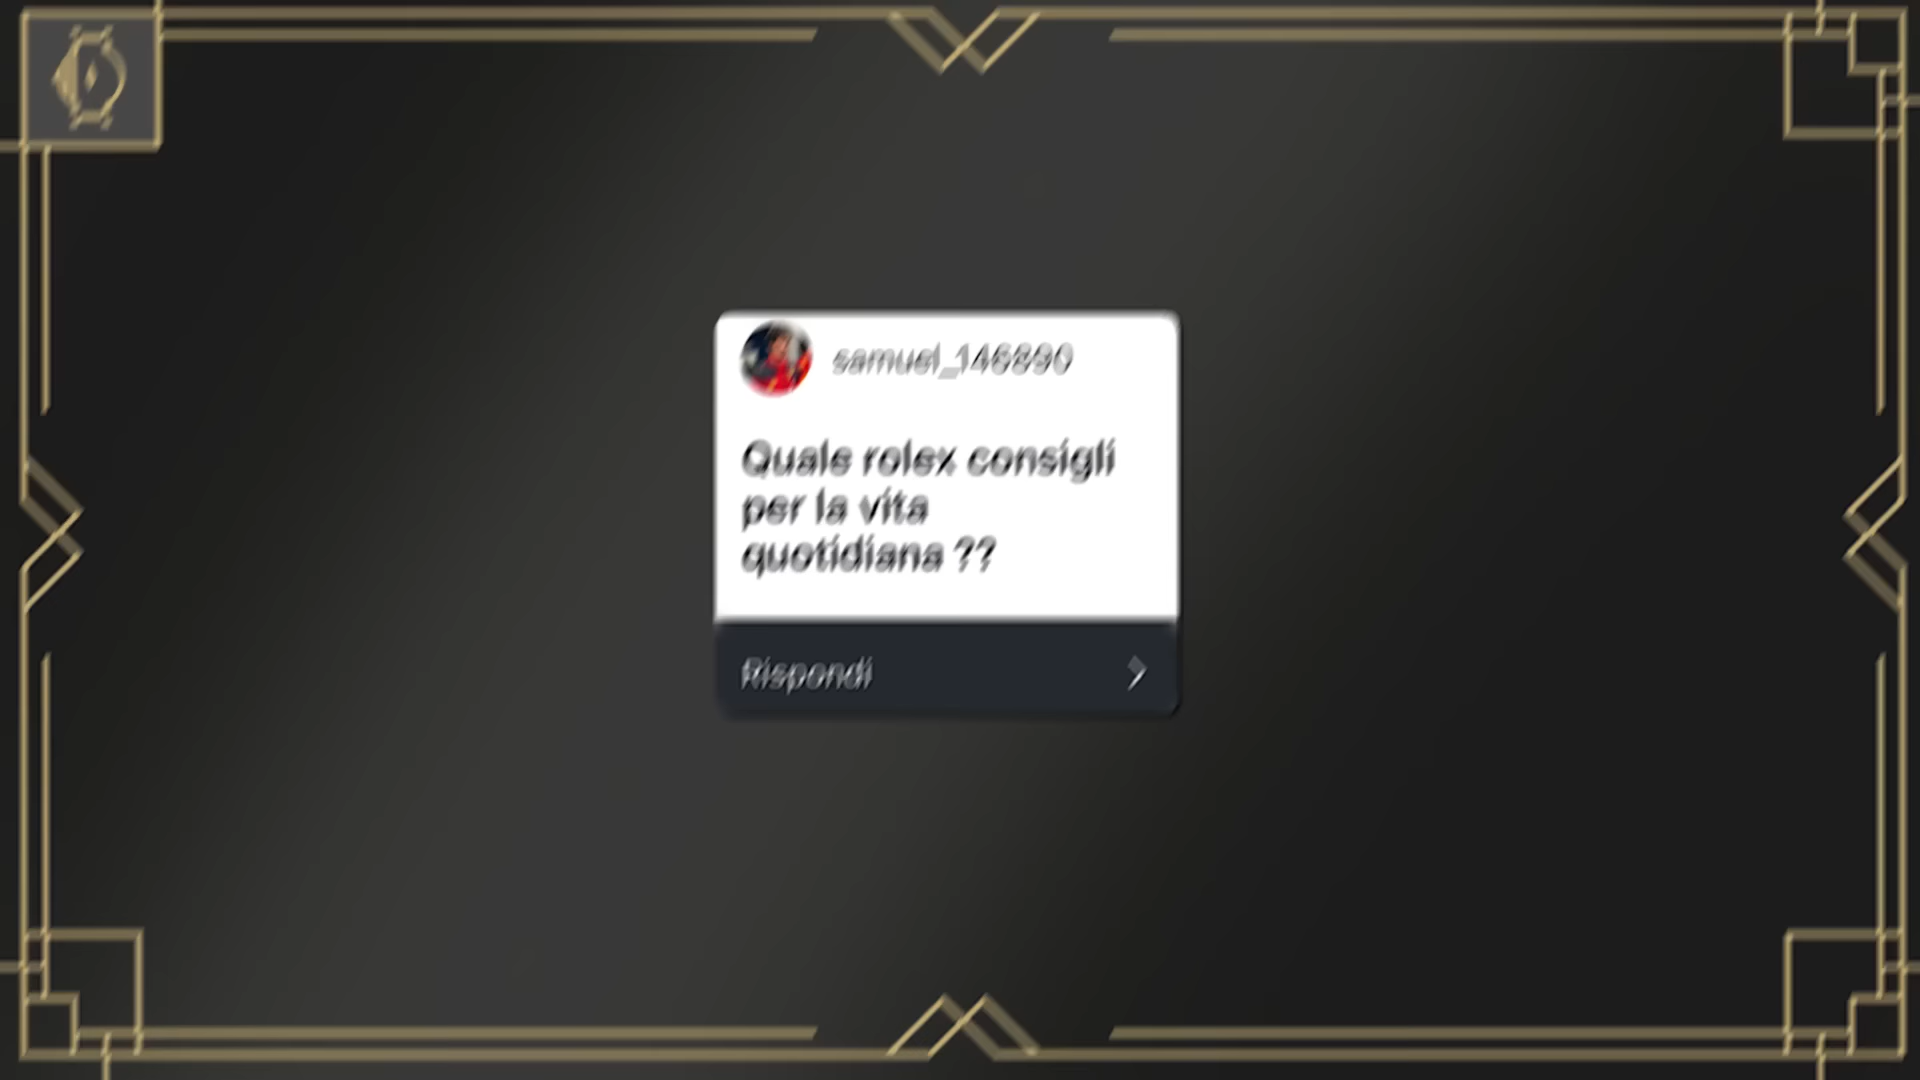 samuel_146890
Quale rolex consigli
per la vita
quotidiana ??
Rispondi